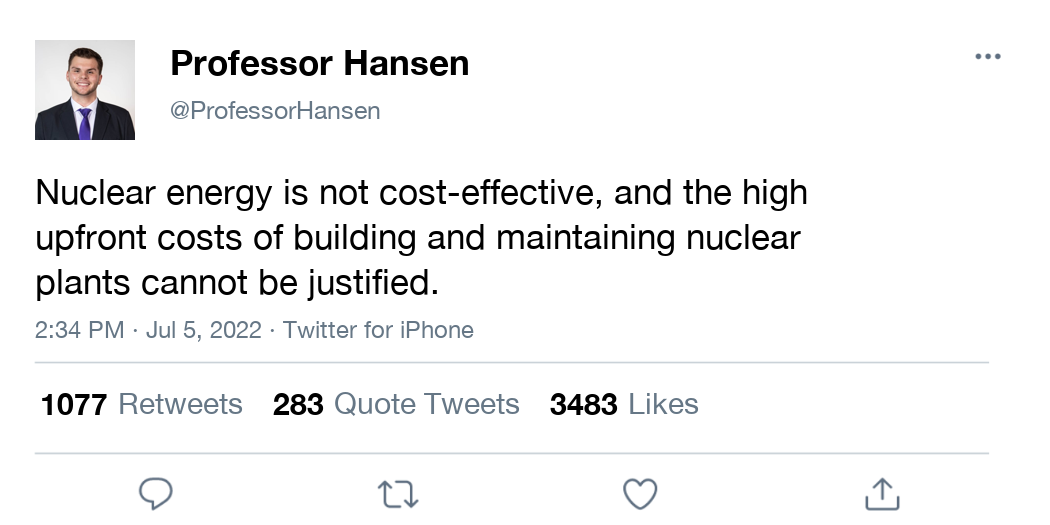 Professor Hansen
@ProfessorHansen
Nuclear energy is not cost-effective, and the high
upfront costs of building and maintaining nuclear
plants cannot be justified.
2:34 PM · Jul 5, 2022 · Twitter for iPhone
1077 Retweets 283 Quote Tweets 3483 Likes